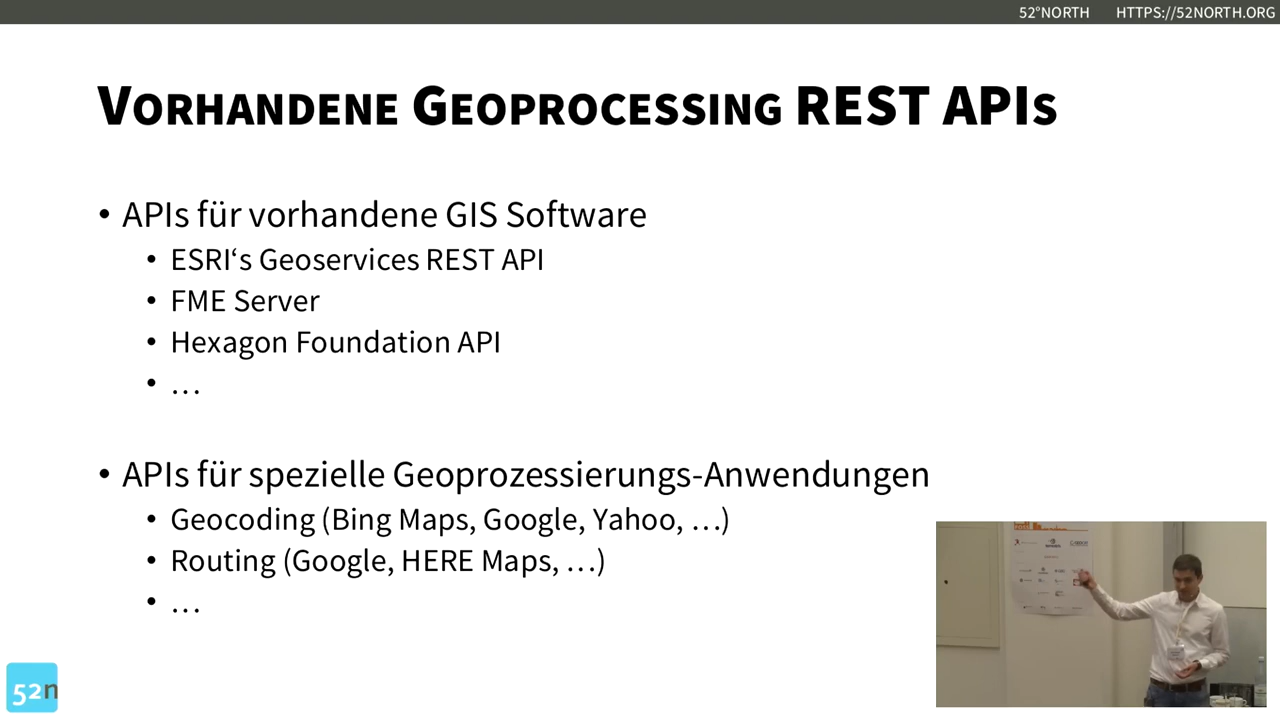 52°NORTH HTTPS://52NORTH.ORG
VORHANDENE GEOPROCESSING REST APIS
• APIs für vorhandene GIS Software
• ESRI‘s Geoservices REST API
• FME Server
• Hexagon Foundation API
• …
• APIs für spezielle Geoprozessierungs-Anwendungen
• Geocoding (Bing Maps, Google, Yahoo, …)
• Routing (Google, HERE Maps, …)
• …
52n